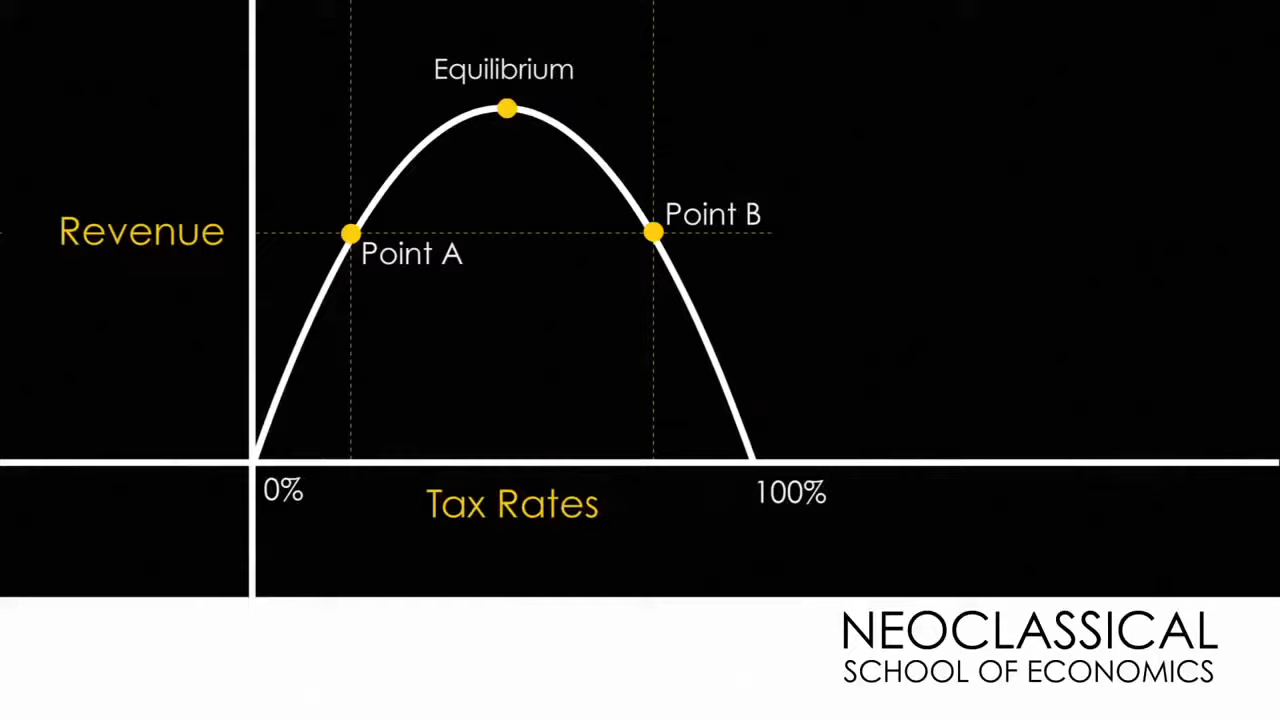 Equilibrium
Point B
Revenue
Point A
0%
100%
Tax Rates
NEOCLASSICAL
SCHOOL OF ECONOMICS